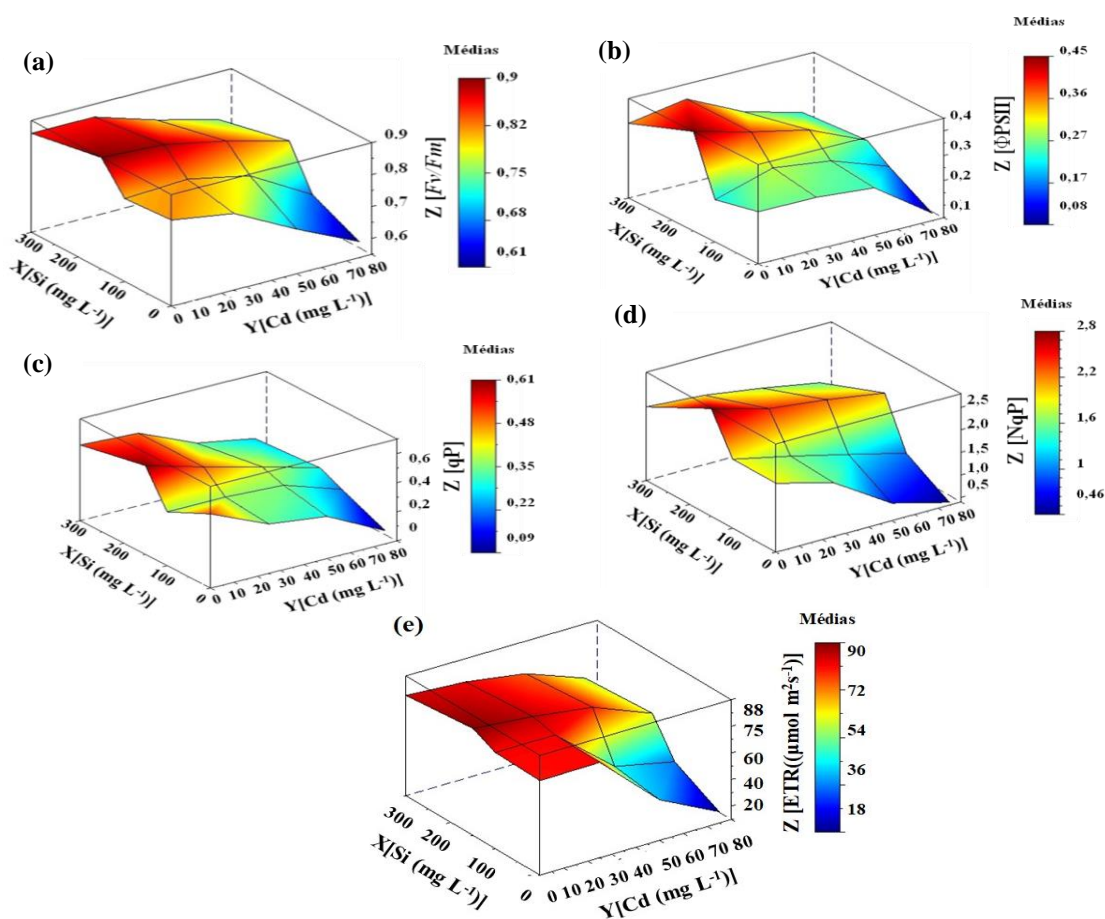 (a)
Médias
0,9
0,82
0,75
0,68
0,61
Z [Fv/Fm]
0,9
0,8
0,7
0,7
0,6
300
200
100
0
X[Si (mg L⁻¹)]
0 10 20 30 40 50 60 70 80
Y[Cd (mg L⁻¹)]
(b)
Médias
0,45
0,36
0,27
0,17
0,08
Z [ΦPSII]
0.4
0.3
0.3
0.2
0.1
300
200
100
0
X[Si (mg L⁻¹)]
0 10 20 30 40 50 60 70 80
Y[Cd (mg L⁻¹)]
(c)
Médias
0,61
0,48
0,35
0,23
0,09
Z [qP]
0.6
0.4
0.2
0
300
200
100
0
X[Si (mg L⁻¹)]
0 10 20 30 40 50 60 70 80
Y[Cd (mg L⁻¹)]
(d)
Médias
2,8
2,2
1,6
1
0.46
Z [NqP]
2.5
2.0
1.5
1.0
0.5
300
200
100
0
X[Si (mg L⁻¹)]
0 10 20 30 40 50 60 70 80
Y[Cd (mg L⁻¹)]
(e)
Médias
90
72
54
36
18
Z [ETR((µmol m²s⁻¹)]
88
75
60
40
20
300
200
100
0
X[Si (mg L⁻¹)]
0 10 20 30 40 50 60 70 80
Y[Cd (mg L⁻¹)]